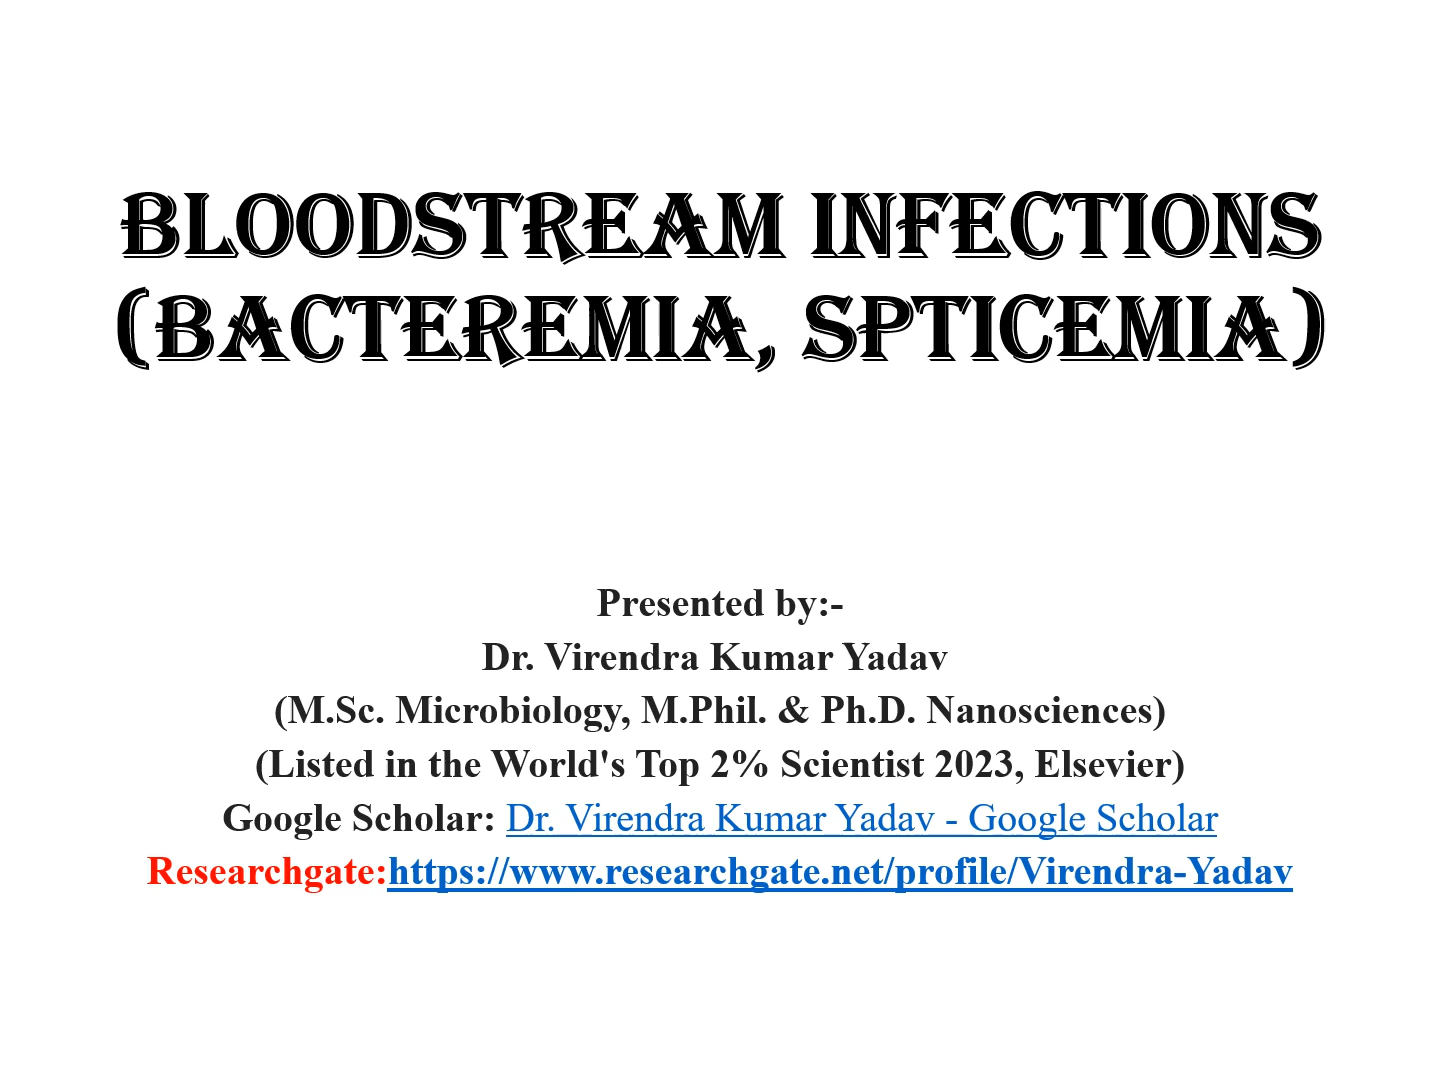 BLOODSTREAM INFECTIONS
(BACTEREMIA, SPTICEMIA)
Presented by:-
Dr. Virendra Kumar Yadav
(M.Sc. Microbiology, M.Phil. & Ph.D. Nanosciences)
(Listed in the World's Top 2% Scientist 2023, Elsevier)
Google Scholar: Dr. Virendra Kumar Yadav - Google Scholar
Researchgate:https://www.researchgate.net/profile/Virendra-Yadav